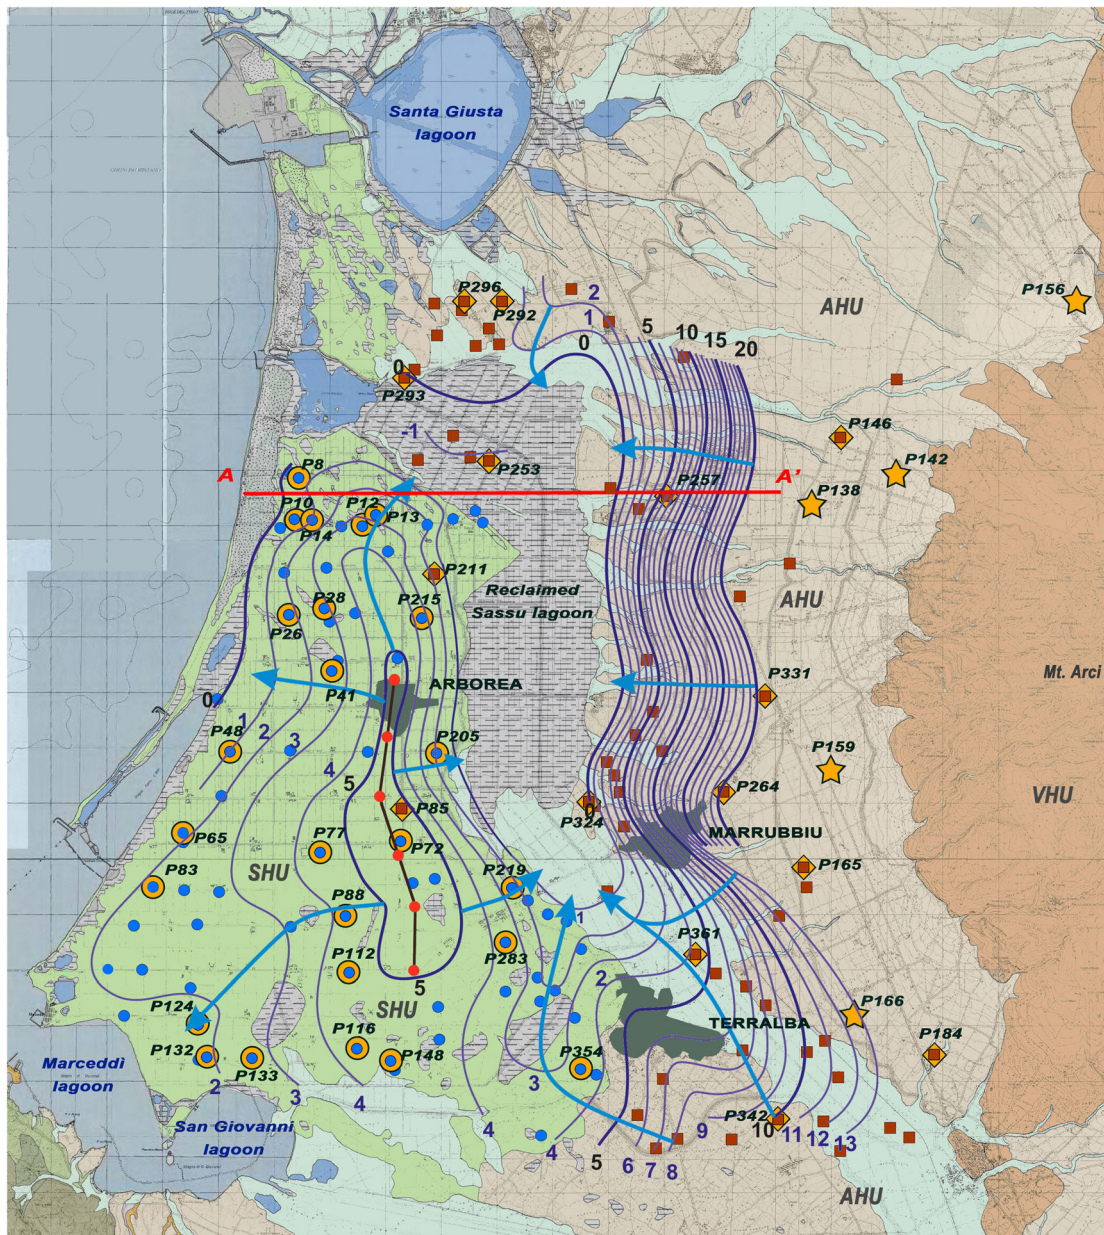 Santa Giusta
lagoon
P156
AHU
P296
P292
2
1
0
5
10
15
20
0
P293
-1
P253
P146
P142
P138
A
P8
A'
P257
P10
P14
P12
P13
P211
Reclaimed
Sassu lagoon
AHU
P28
P26
P215
P41
ARBOREA
0
1
P48
2
3
4
5
P205
P331
Mt. Arci
P159
P264
P85
P324
0
VHU
P65
P77
P72
MARRUBBIU
P165
P83
SHU
P219
P88
1
P361
P283
P112
5
2
P124
SHU
TERRALBA
P166
P132
P133
P116
P148
P354
P184
Marceddì
lagoon
2
3
4
3
San Giovanni
lagoon
4
4
5
6
7
8
9
P342
10
11
12
13
AHU